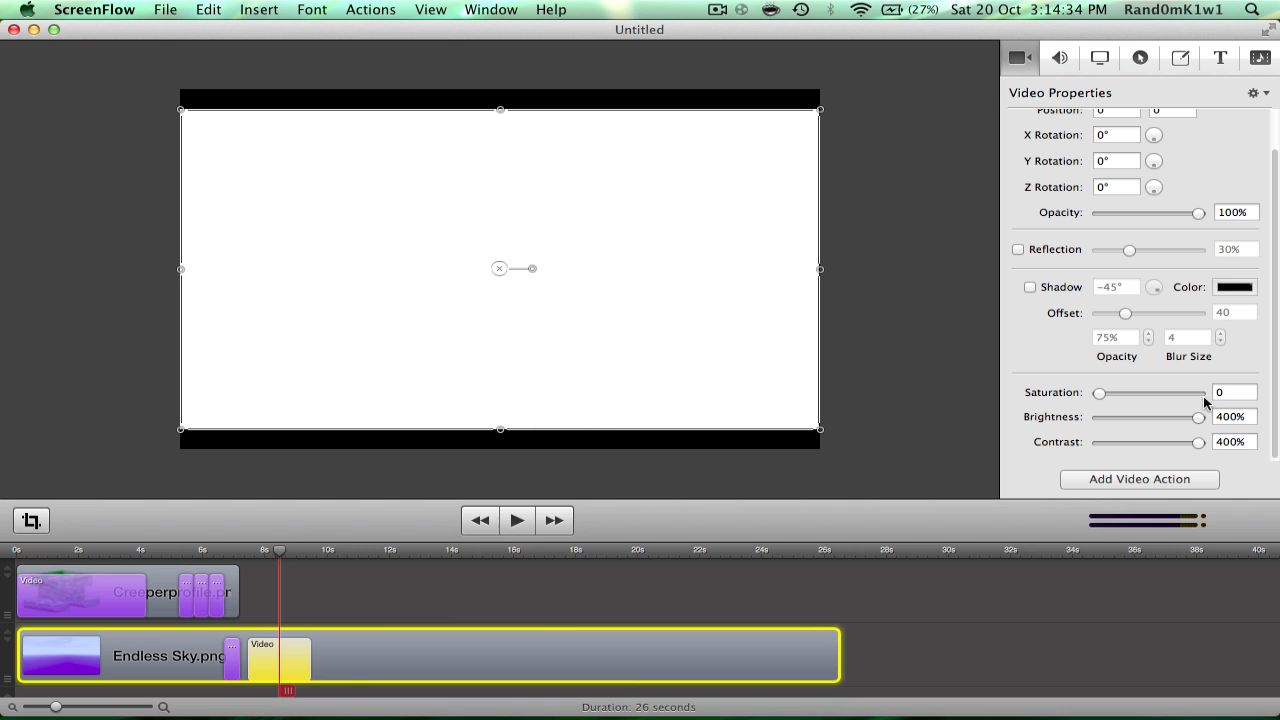 ScreenFlow File Edit Insert Font Actions View Window Help (27%) Sat 20 Oct 3:14:34 PM Rand0mK1w1
Untitled
T
Video Properties
Position: 0 0
X Rotation: 0°
Y Rotation: 0°
Z Rotation: 0°
Opacity: 100%
Reflection 30%
Shadow -45° Color:
Offset: 40
75% 4
Opacity Blur Size
Saturation: 0
Brightness: 400%
Contrast: 400%
Add Video Action
0s 2s 4s 6s 8s 10s 12s 14s 16s 18s 20s 22s 24s 26s 28s 30s 32s 34s 36s 38s 40s
Video ... ... ...
Creeperprofile.pr
... Video
Endless Sky.png
Duration: 26 seconds